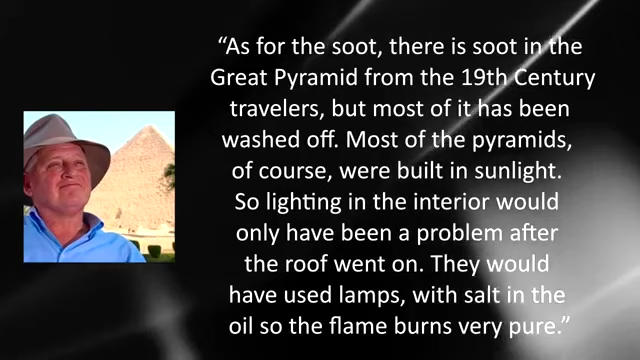 “As for the soot, there is soot in the
Great Pyramid from the 19th Century
travelers, but most of it has been
washed off. Most of the pyramids,
of course, were built in sunlight.
So lighting in the interior would
only have been a problem after
the roof went on. They would
have used lamps, with salt in the
oil so the flame burns very pure.”